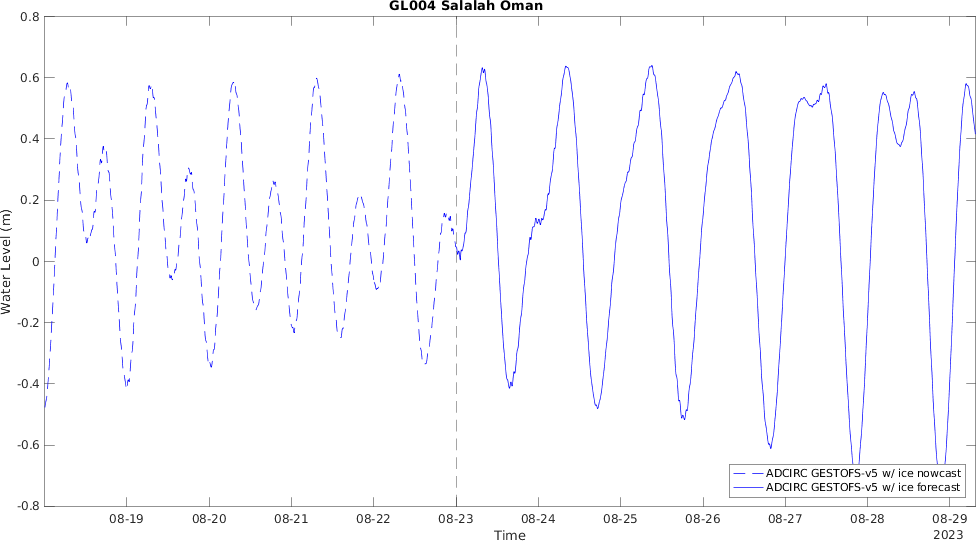 GL004 Salalah Oman
Water Level (m)
0.8
0.6
0.4
0.2
0
-0.2
-0.4
-0.6
-0.8
ADCIRC GESTOFS-v5 w/ ice nowcast
ADCIRC GESTOFS-v5 w/ ice forecast
08-19 08-20 08-21 08-22 08-23 08-24 08-25 08-26 08-27 08-28 08-29
Time
2023